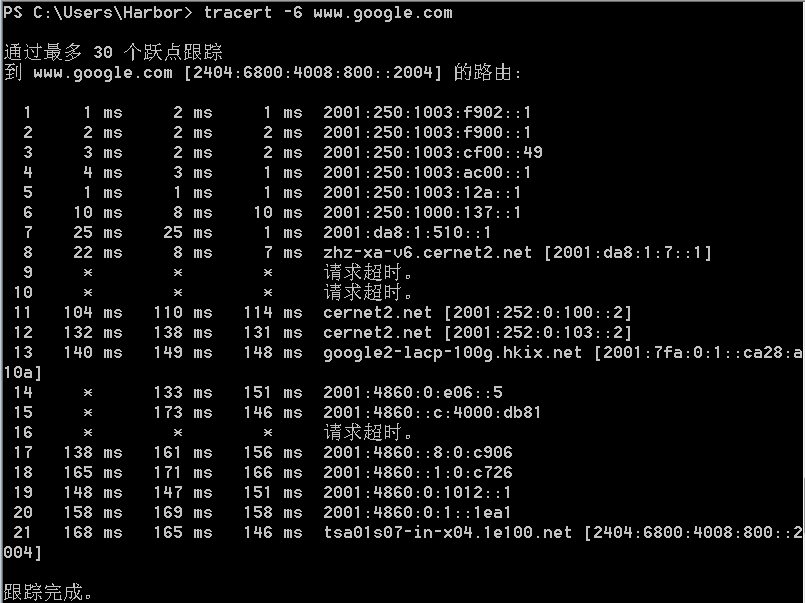 PS C:\Users\Harbor> tracert -6 www.google.com
通过最多 30 个跃点跟踪
到 www.google.com [2404:6800:4008:800::2004] 的路由:
1 1 ms 2 ms 1 ms 2001:250:1003:f902::1
2 2 ms 2 ms 2 ms 2001:250:1003:f900::1
3 3 ms 2 ms 2 ms 2001:250:1003:cf00::49
4 4 ms 3 ms 1 ms 2001:250:1003:ac00::1
5 1 ms 1 ms 1 ms 2001:250:1003:12a::1
6 10 ms 8 ms 10 ms 2001:250:1000:137::1
7 25 ms 25 ms 1 ms 2001:da8:1:510::1
8 22 ms 8 ms 7 ms zhz-xa-v6.cernet2.net [2001:da8:1:7::1]
9 * * * 请求超时。
10 * * * 请求超时。
11 104 ms 110 ms 114 ms cernet2.net [2001:252:0:100::2]
12 132 ms 138 ms 131 ms cernet2.net [2001:252:0:103::2]
13 140 ms 149 ms 148 ms google2-lacp-100g.hkix.net [2001:7fa:0:1::ca28:a
10a]
14 * 133 ms 151 ms 2001:4860:0:e06::5
15 * 173 ms 146 ms 2001:4860::c:4000:db81
16 * * * 请求超时。
17 138 ms 161 ms 156 ms 2001:4860::8:0:c906
18 165 ms 171 ms 166 ms 2001:4860::1:0:c726
19 148 ms 147 ms 151 ms 2001:4860:0:1012::1
20 158 ms 169 ms 158 ms 2001:4860:0:1::1ea1
21 168 ms 165 ms 146 ms tsa01s07-in-x04.1e100.net [2404:6800:4008:800::2
004]
跟踪完成。